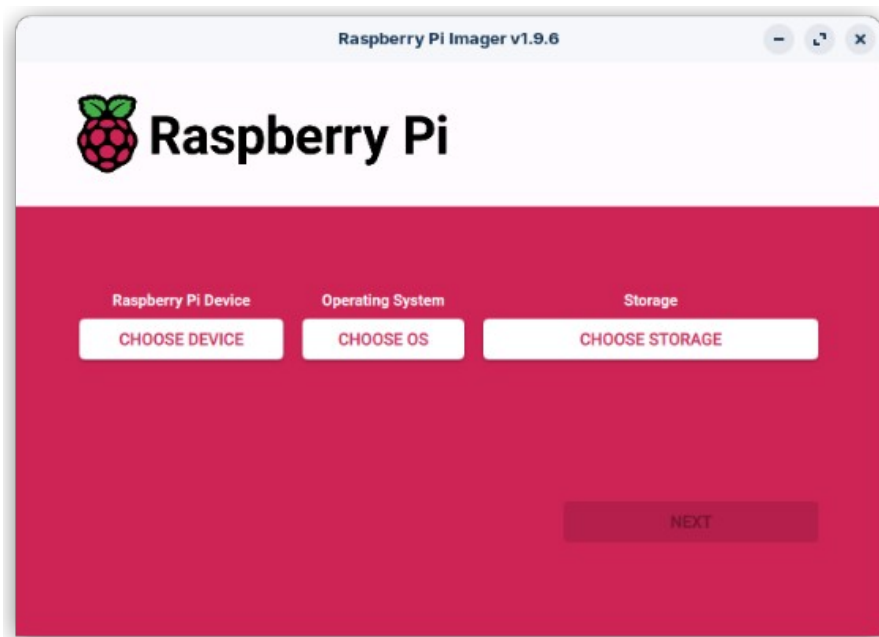 Raspberry Pi Imager v1.9.6
Raspberry Pi
Raspberry Pi Device Operating System Storage
CHOOSE DEVICE CHOOSE OS CHOOSE STORAGE
NEXT